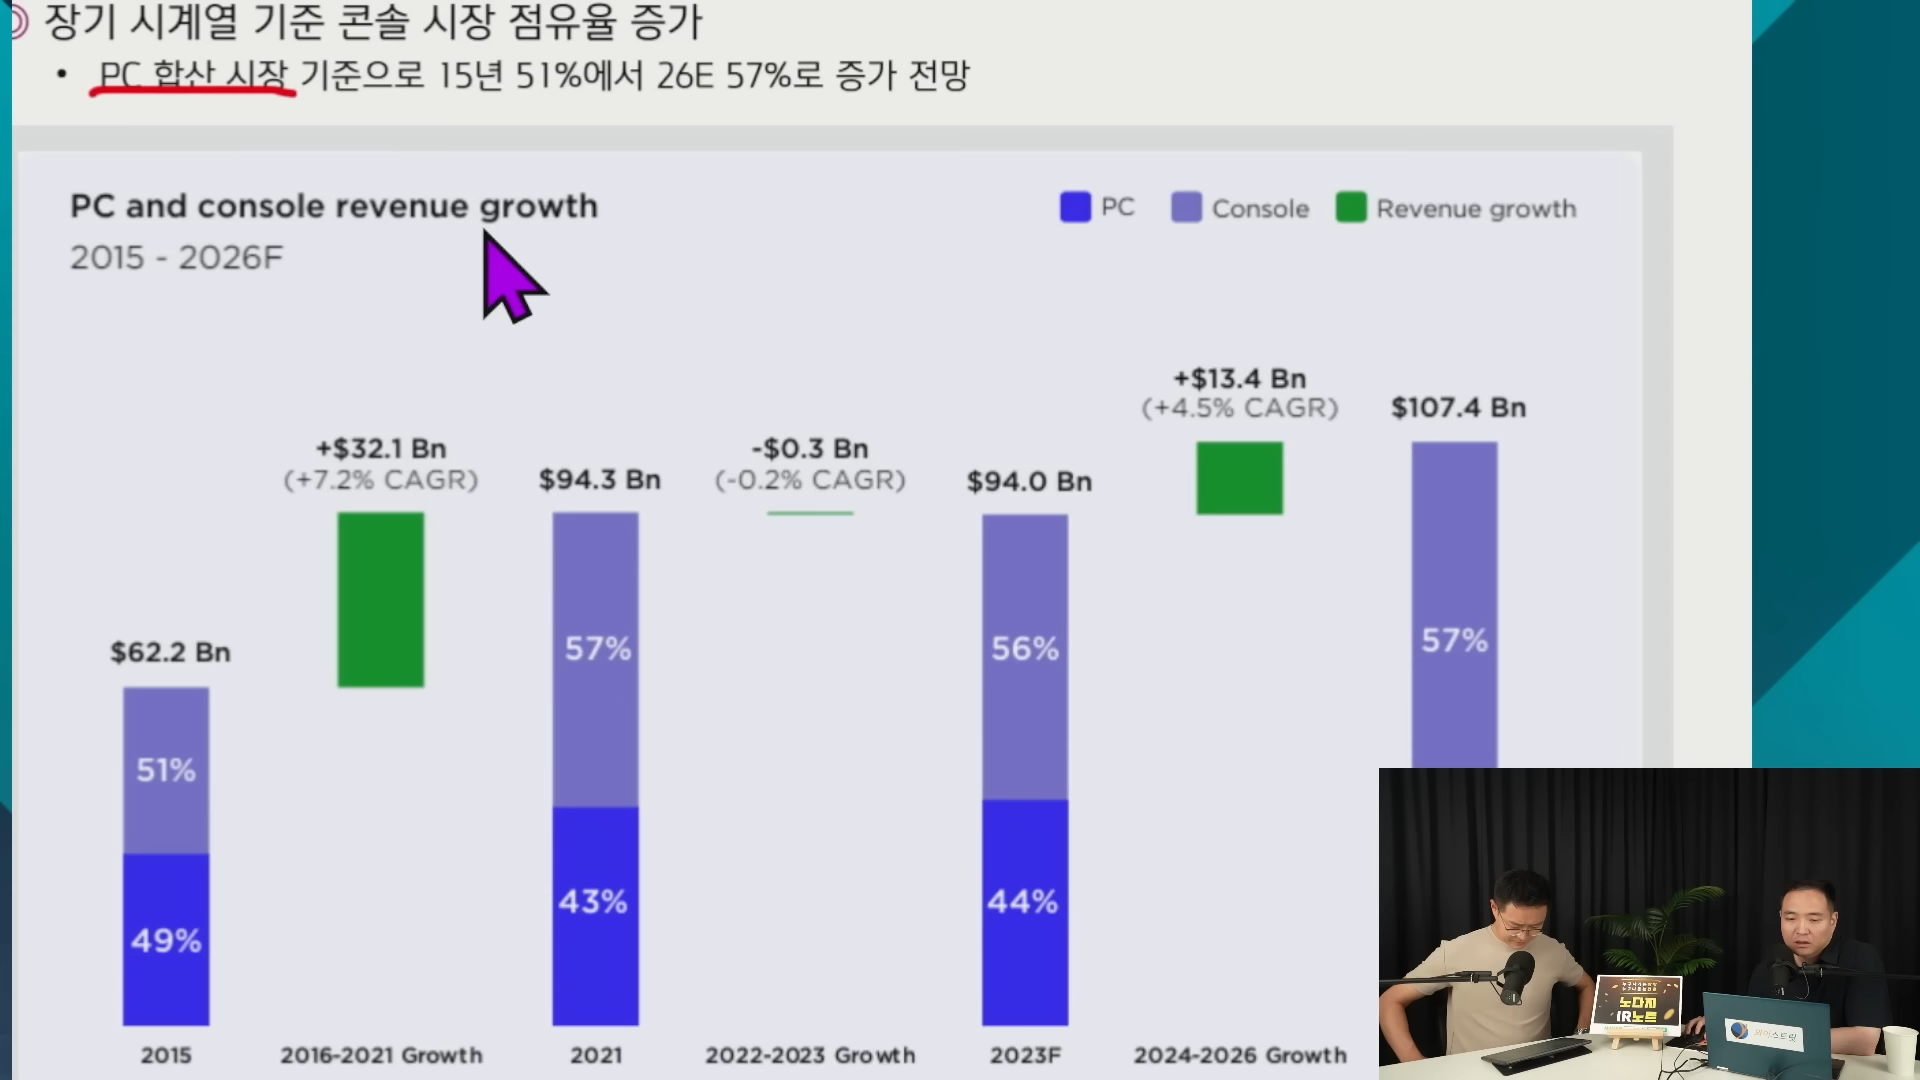 장기 시계열 기준 콘솔 시장 점유율 증가
• PC 합산 시장 기준으로 15년 51%에서 26E 57%로 증가 전망
PC and console revenue growth
2015 - 2026F
PC
Console
Revenue growth
+$13.4 Bn
(+4.5% CAGR)
$107.4 Bn
+$32.1 Bn
(+7.2% CAGR)
$94.3 Bn
-$0.3 Bn
(-0.2% CAGR)
$94.0 Bn
$62.2 Bn
57%
56%
57%
51%
43%
44%
49%
2015
2016-2021 Growth
2021
2022-2023 Growth
2023F
2024-2026 Growth
노다지
IR노트